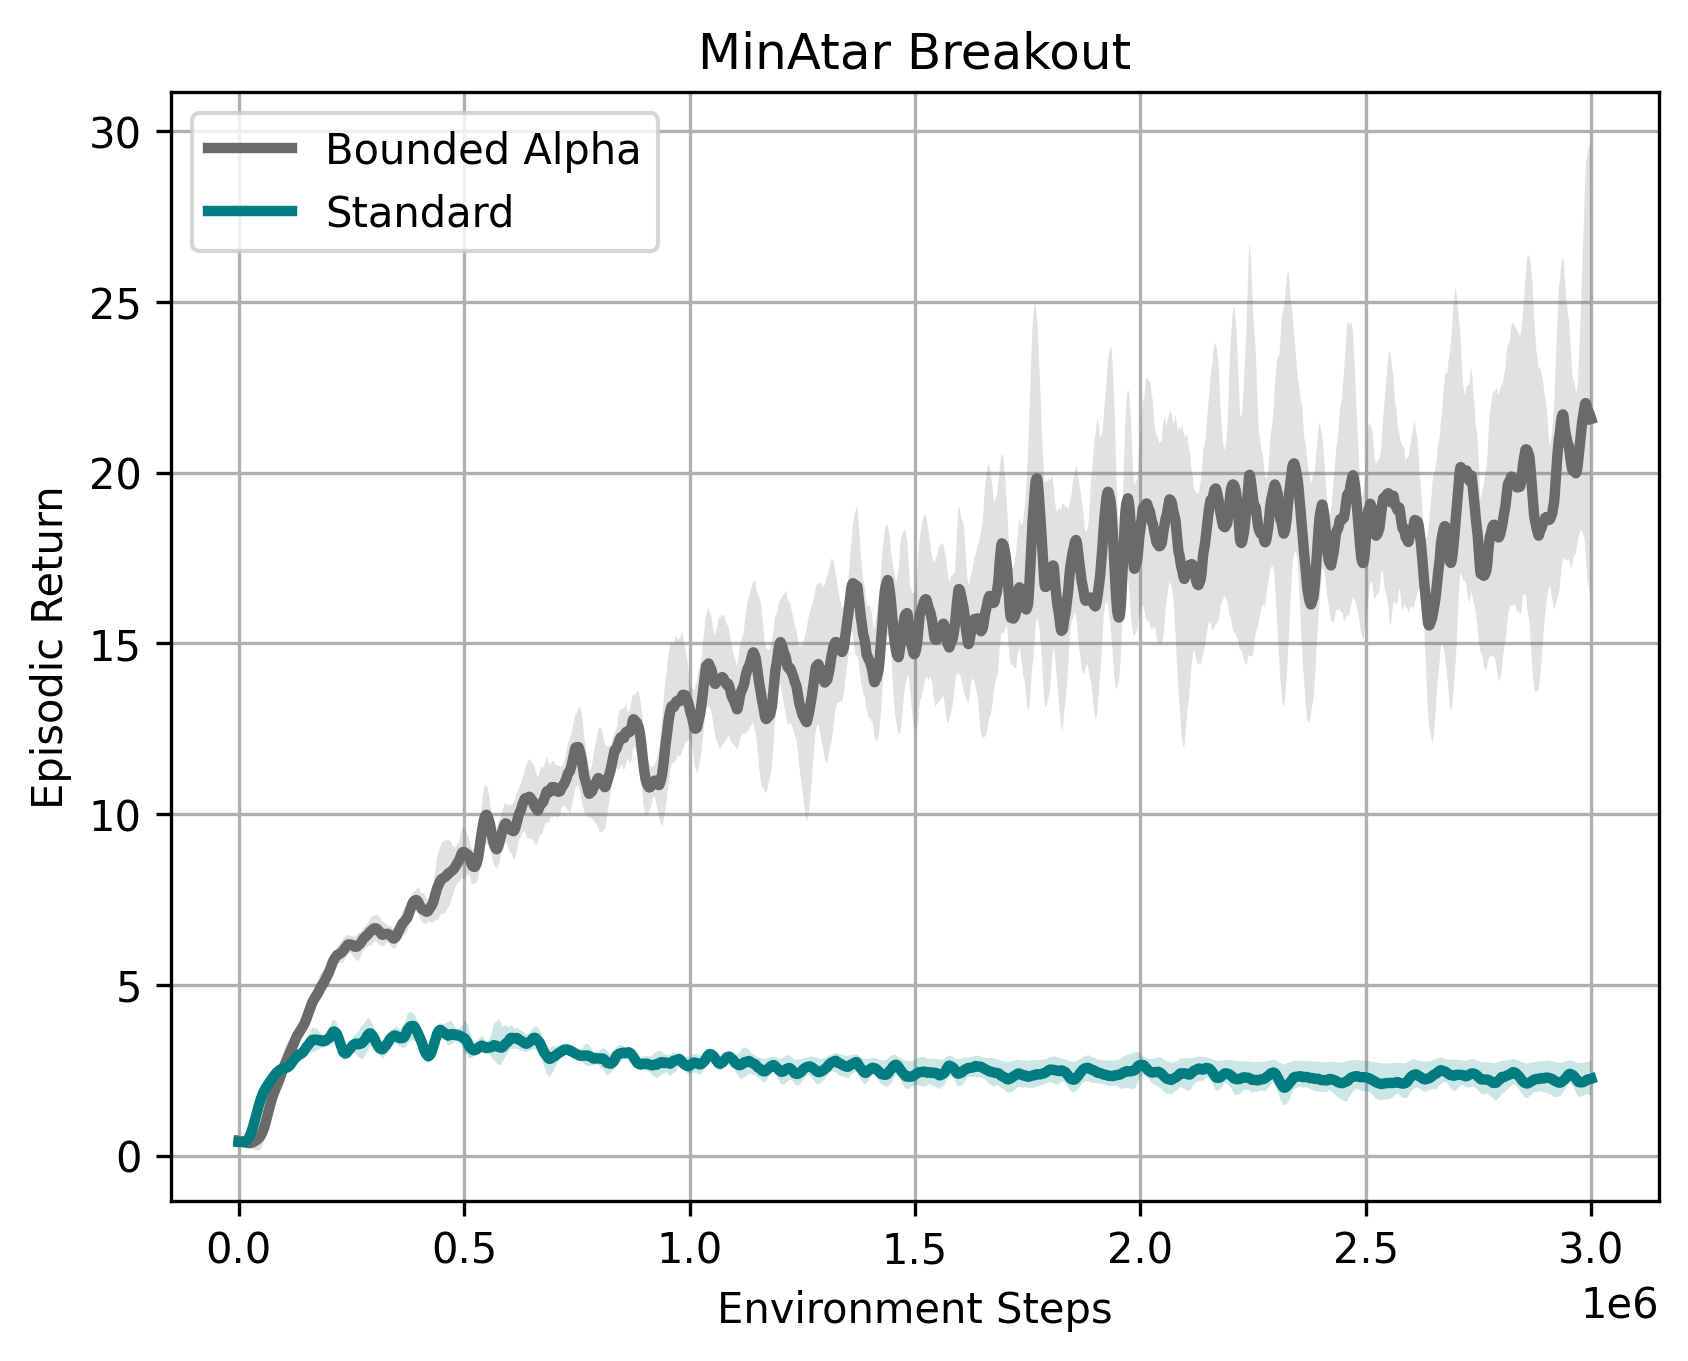 MinAtar Breakout
Bounded Alpha
Standard
30
25
20
15
10
5
0
Episodic Return
0.0 0.5 1.0 1.5 2.0 2.5 3.0
1e6
Environment Steps